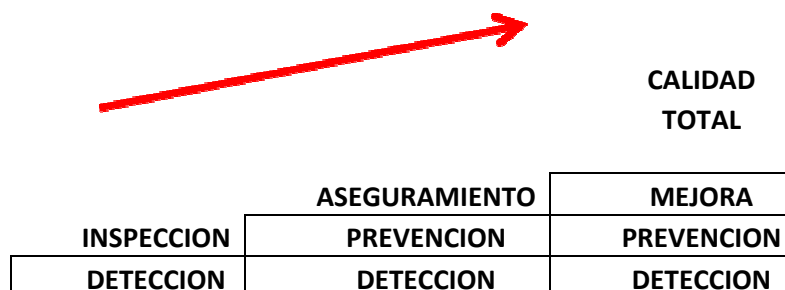 CALIDAD
TOTAL
ASEGURAMIENTO MEJORA
INSPECCION PREVENCION PREVENCION
DETECCION DETECCION DETECCION